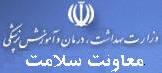 وزارت بهداشت، درمان و آموزش پزشکی
معاونت سلامت